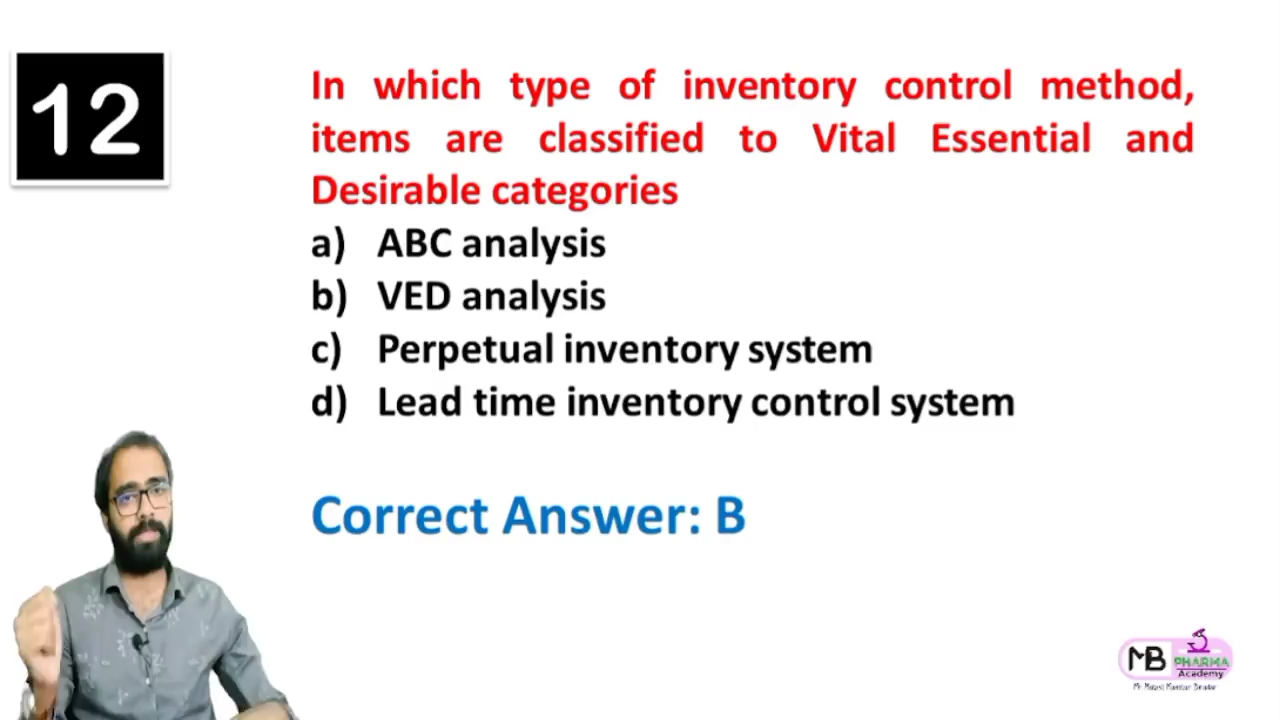 12
In which type of inventory control method,
items are classified to Vital Essential and
Desirable categories
a) ABC analysis
b) VED analysis
c) Perpetual inventory system
d) Lead time inventory control system
Correct Answer: B
MB PHARMA
Academy